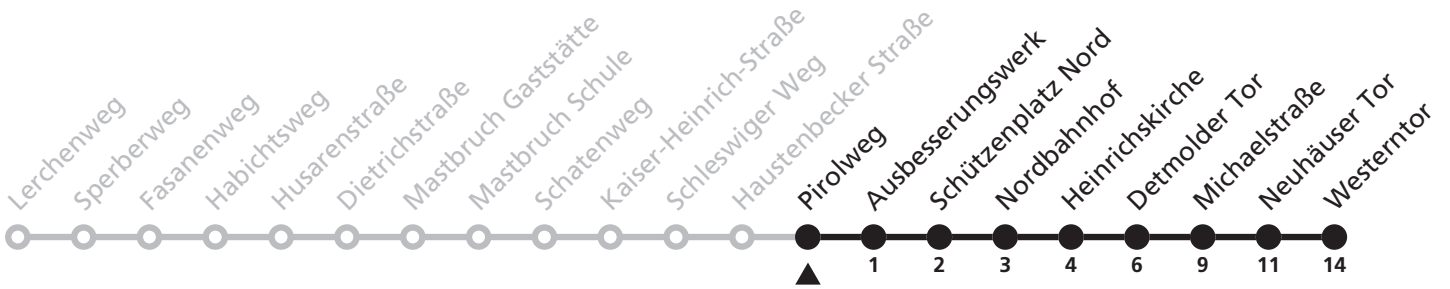 Lerchenweg
Sperberweg
Fasanenweg
Habichtsweg
Husarenstraße
Dietrichstraße
Mastbruch Gaststätte
Mastbruch Schule
Schatenweg
Kaiser-Heinrich-Straße
Schleswiger Weg
Haustenbecker Straße
Pirolweg
Ausbesserungswerk
Schützenplatz Nord
Nordbahnhof
Heinrichskirche
Detmolder Tor
Michaelstraße
Neuhäuser Tor
Westerntor
1 2 3 4 6 9 11 14